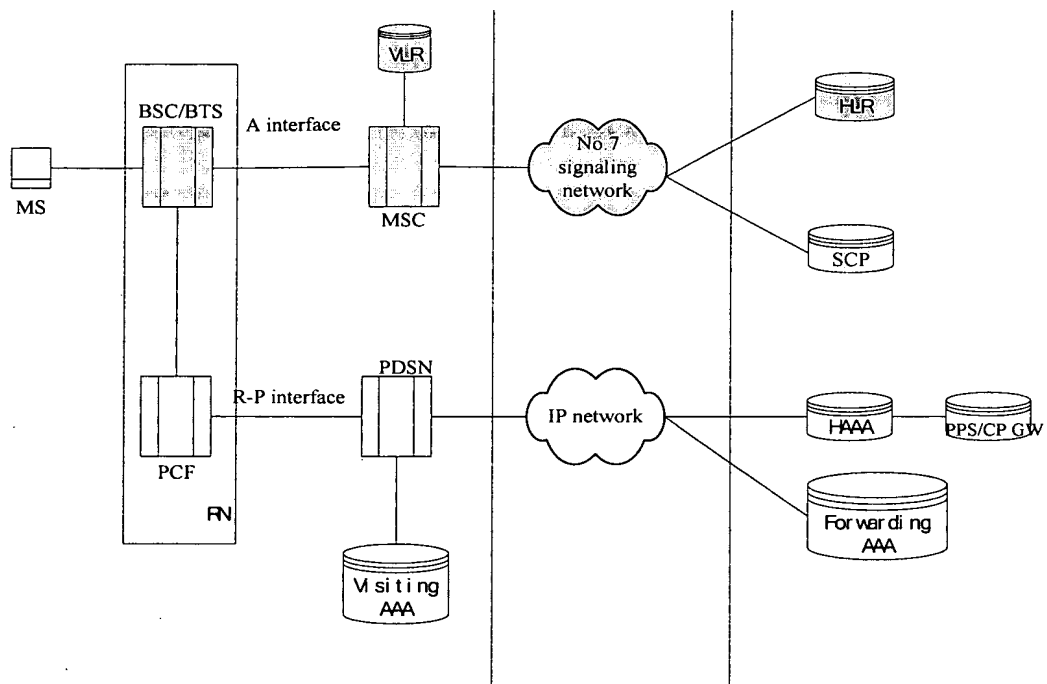 VLR
HLR
BSC/BTS
A interface
No.7
signaling
network
MS
MSC
SCP
PDSN
R-P interface
IP network
HAAA
PPS/CP GW
PCF
RN
Forwarding
AAA
Visiting
AAA